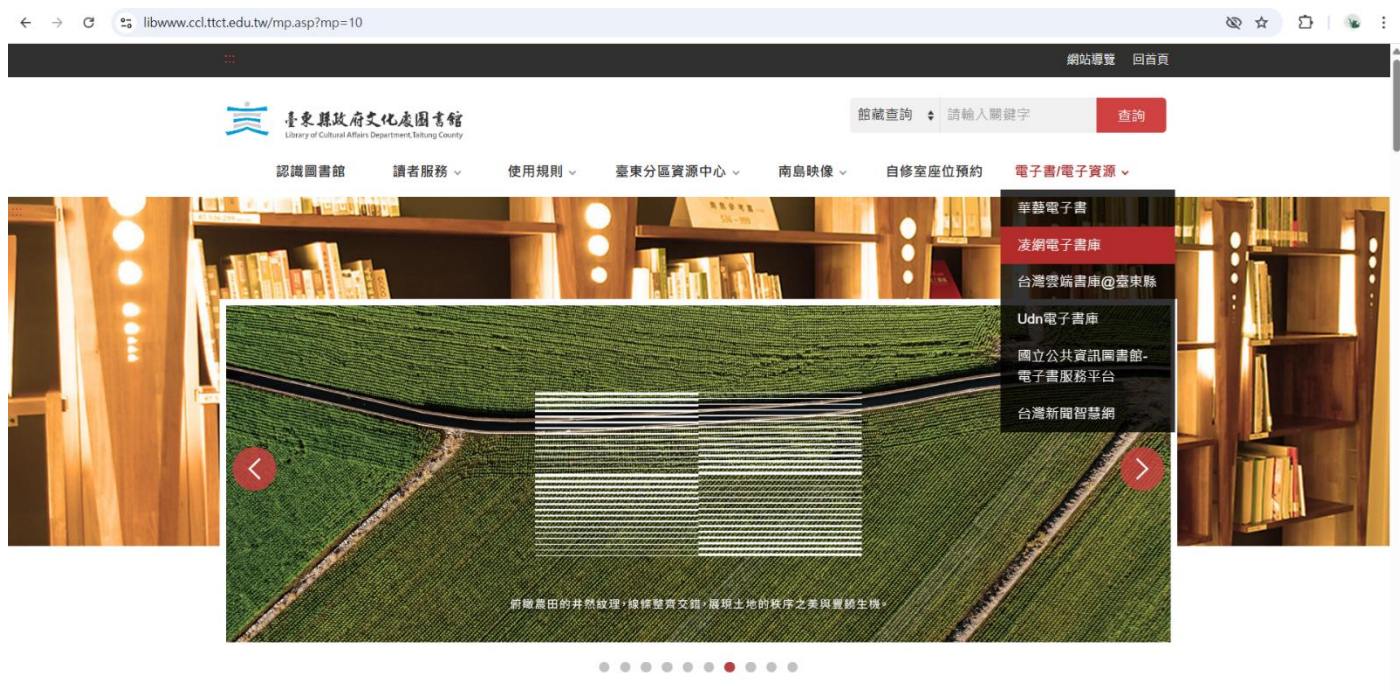 libwww.ccl.ttct.edu.tw/mp.asp?mp=10
:::
網站導覽 回首頁
臺東縣政府文化處圖書館
Library of Cultural Affairs Department,Taitung County
館藏查詢 請輸入關鍵字 查詢
認識圖書館 讀者服務 使用規則 臺東分區資源中心 南島映像 自修室座位預約 電子書/電子資源
華藝電子書
凌網電子書庫
台灣雲端書庫@臺東縣
Udn電子書庫
國立公共資訊圖書館-
電子書服務平台
台灣新聞智慧網
俯瞰農田的井然紋理，線條整齊交錯，展現土地的秩序之美與豐饒生機。